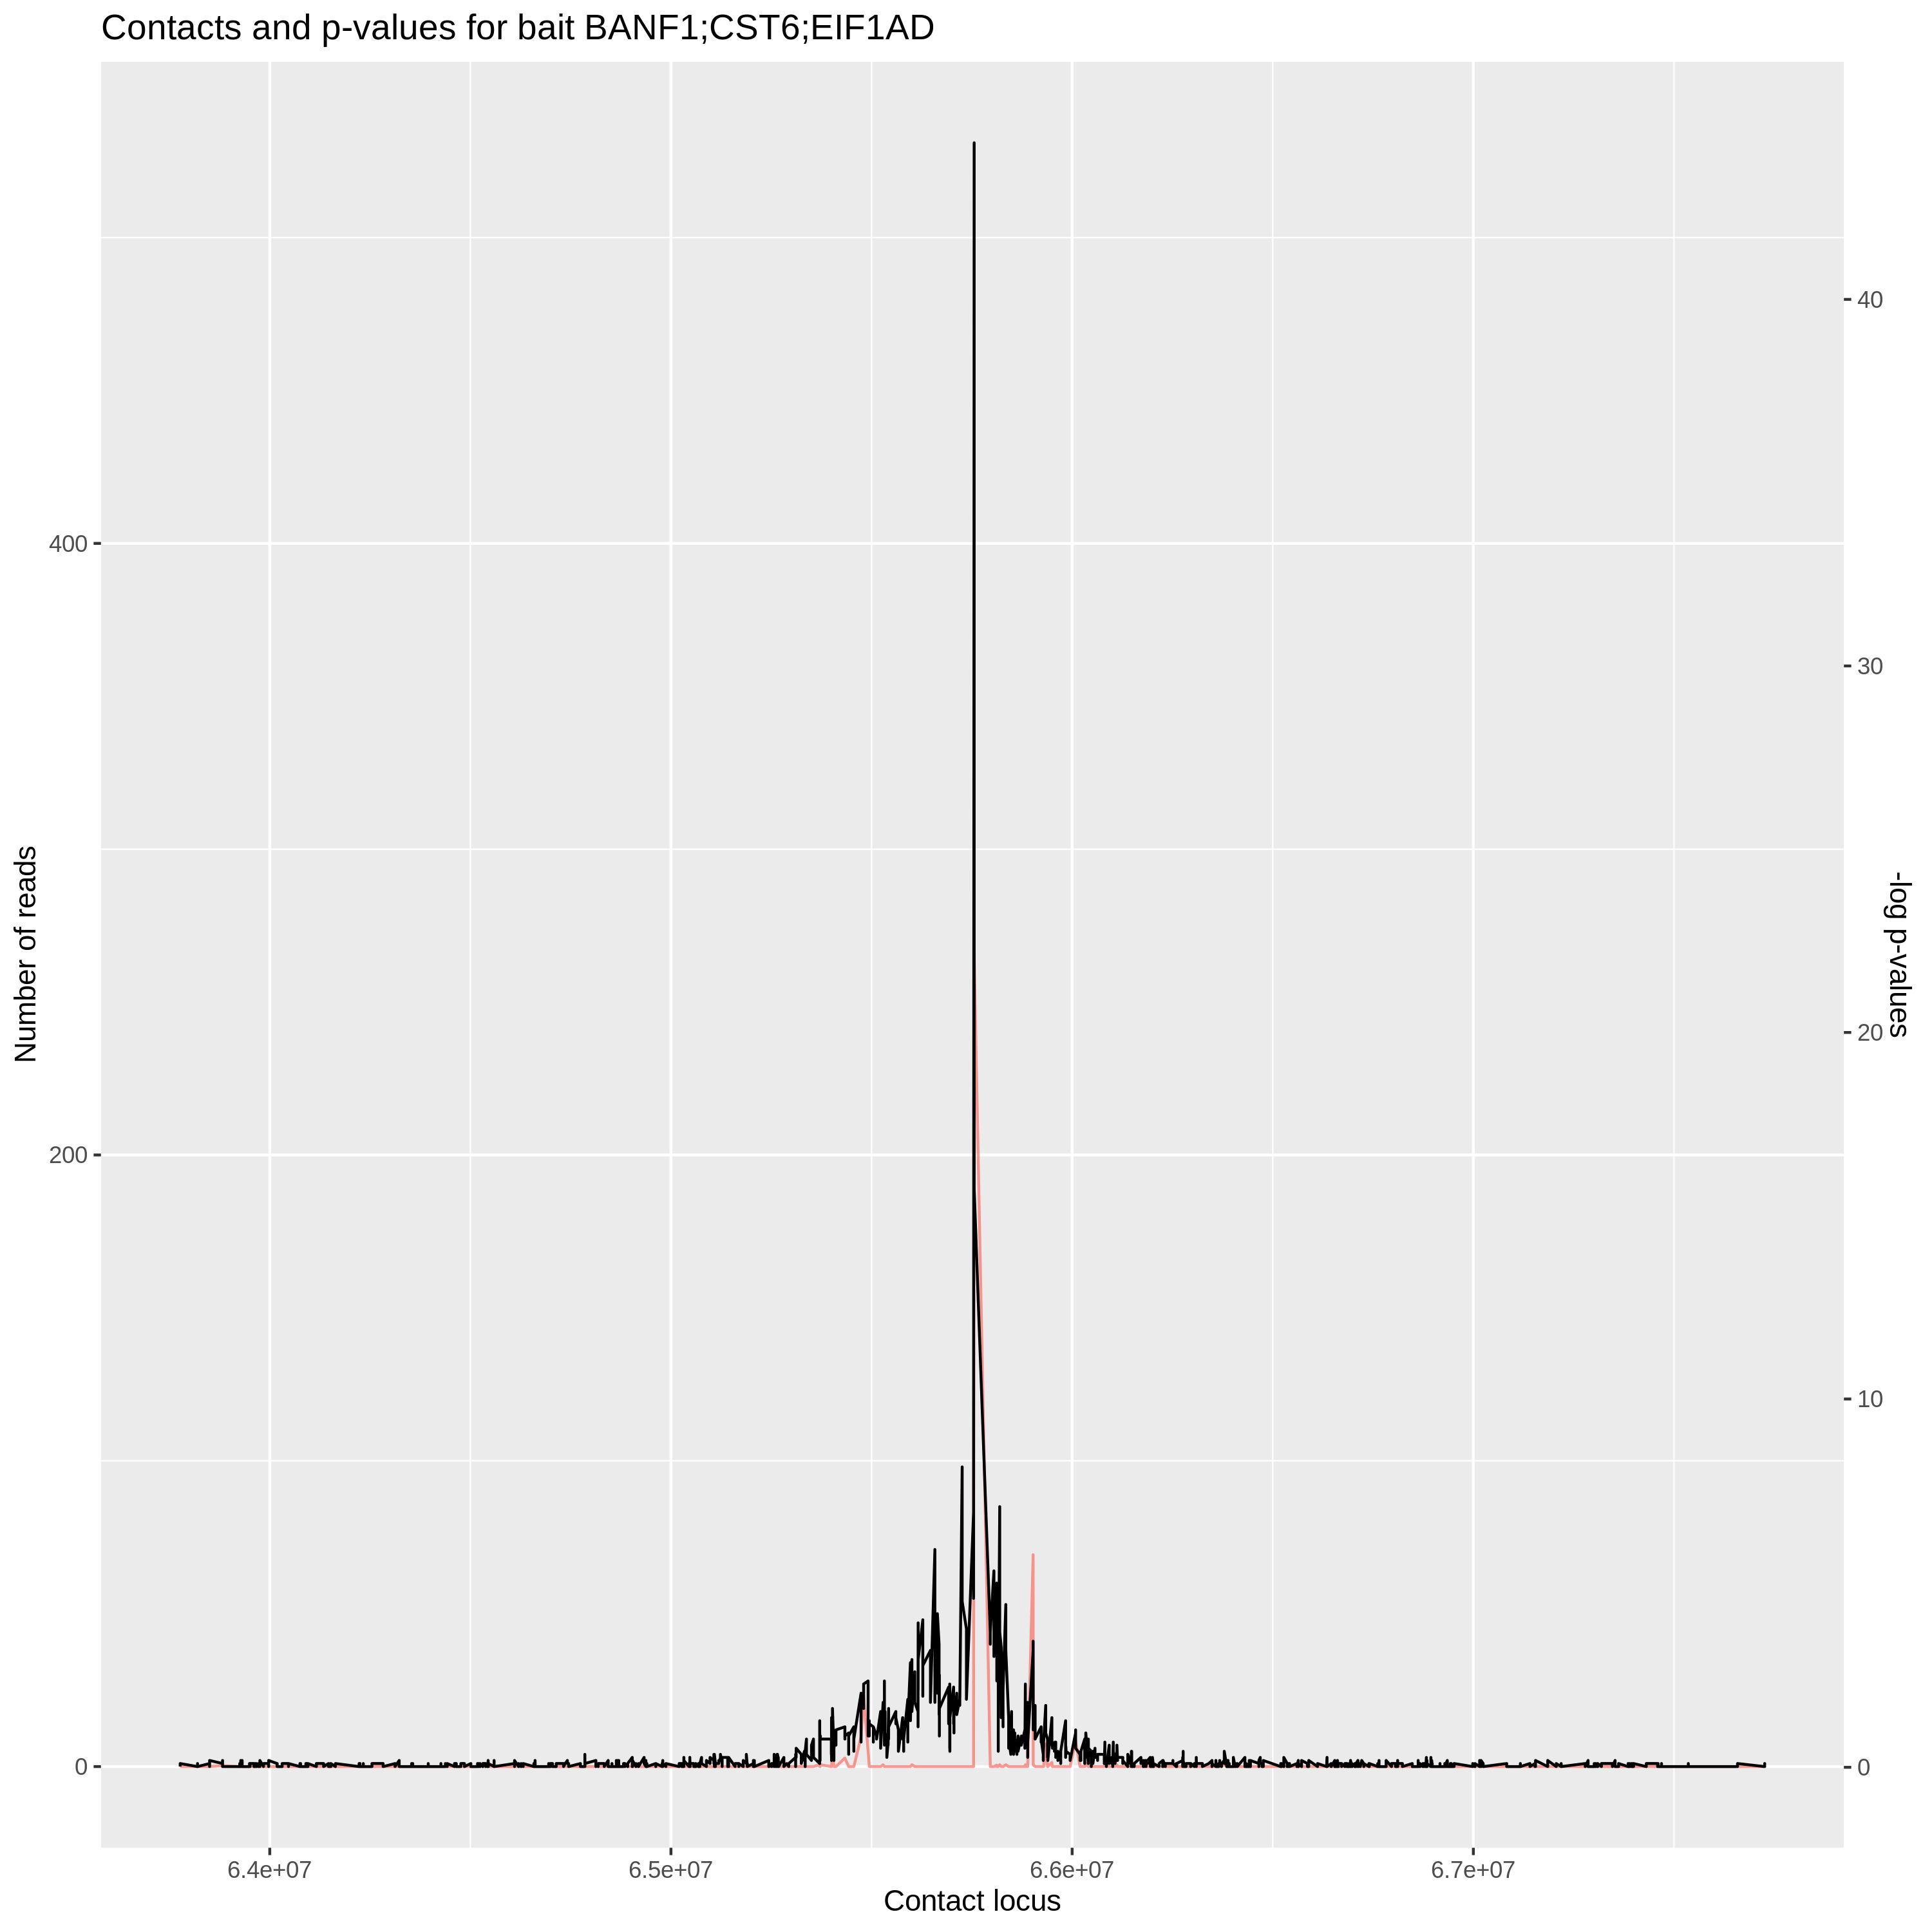 Contacts and p-values for bait BANF1;CST6;EIF1AD
Number of reads
400
200
0
40
30
20
10
0
-log p-values
6.4e+07
6.5e+07
6.6e+07
6.7e+07
Contact locus